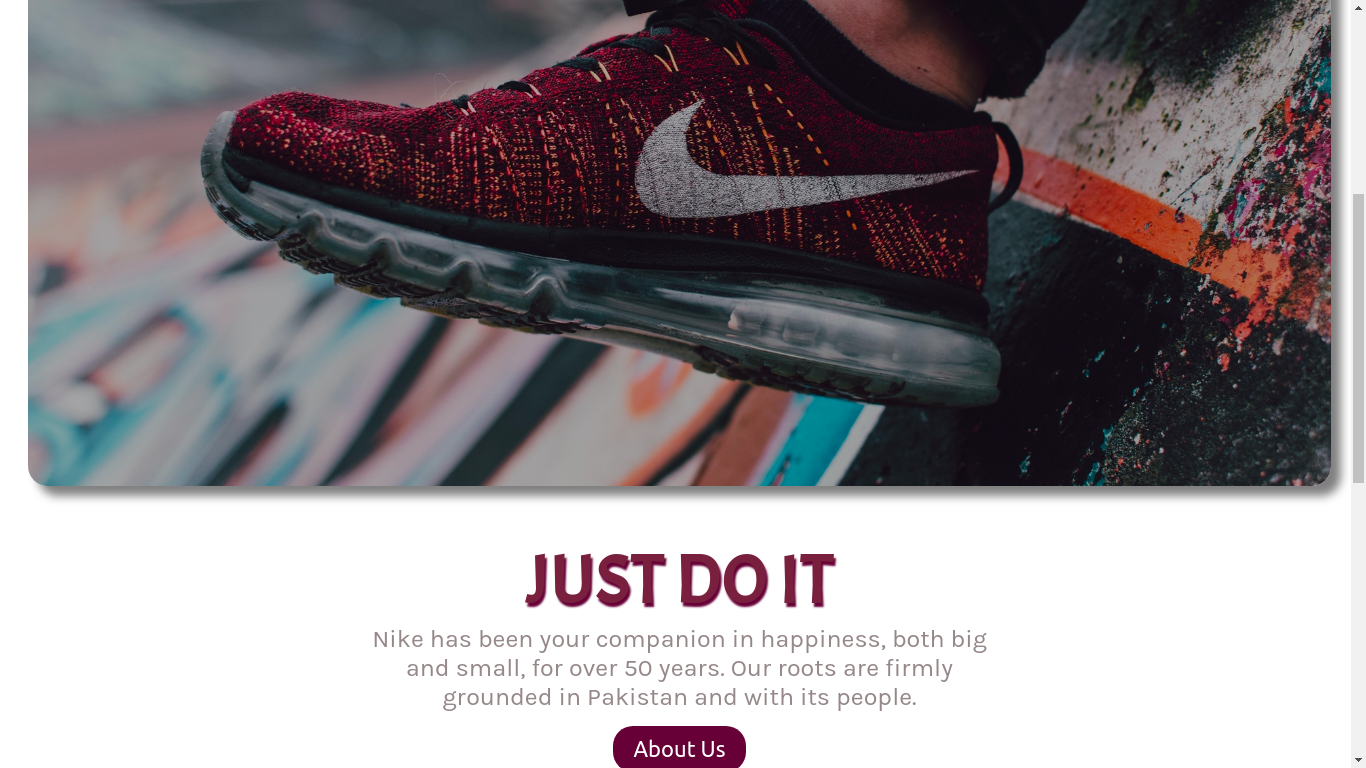 JUST DO IT
Nike has been your companion in happiness, both big
and small, for over 50 years. Our roots are firmly
grounded in Pakistan and with its people.
About Us